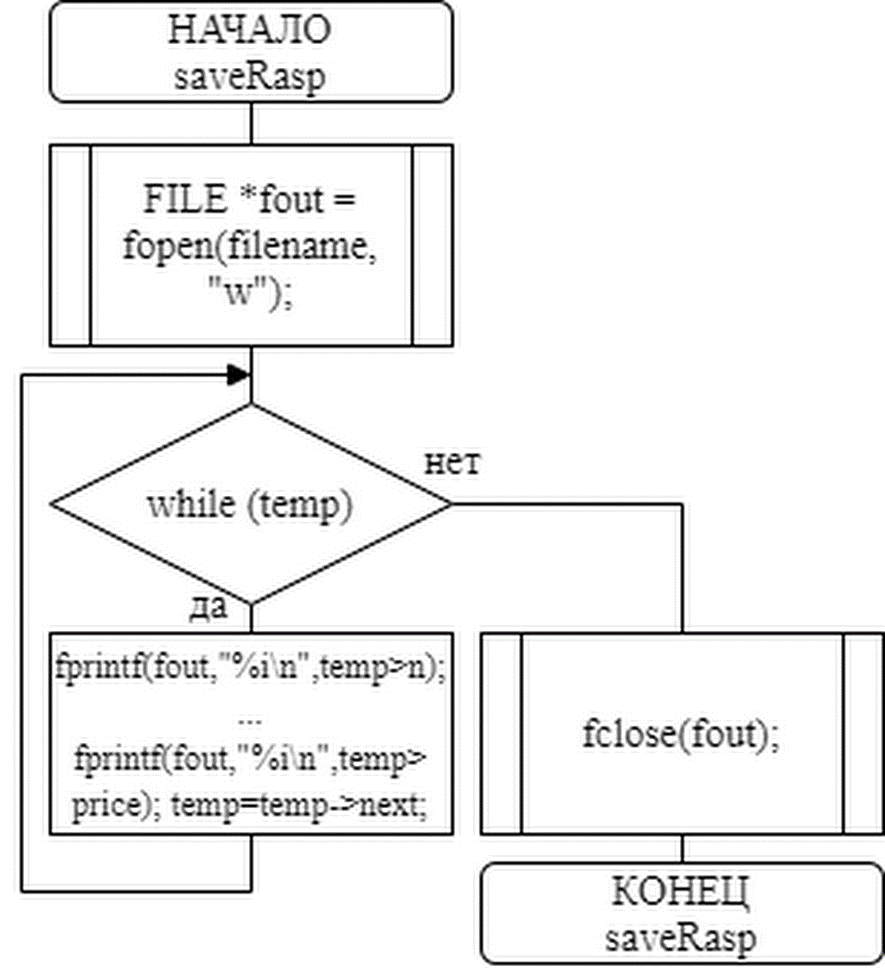 НАЧАЛО
saveRasp
FILE *fout =
fopen(filename,
"w");
while (temp)
нет
да
fprintf(fout,"%i\n",temp>n);
...
fprintf(fout,"%i\n",temp>
price); temp=temp->next;
fclose(fout);
КОНЕЦ
saveRasp